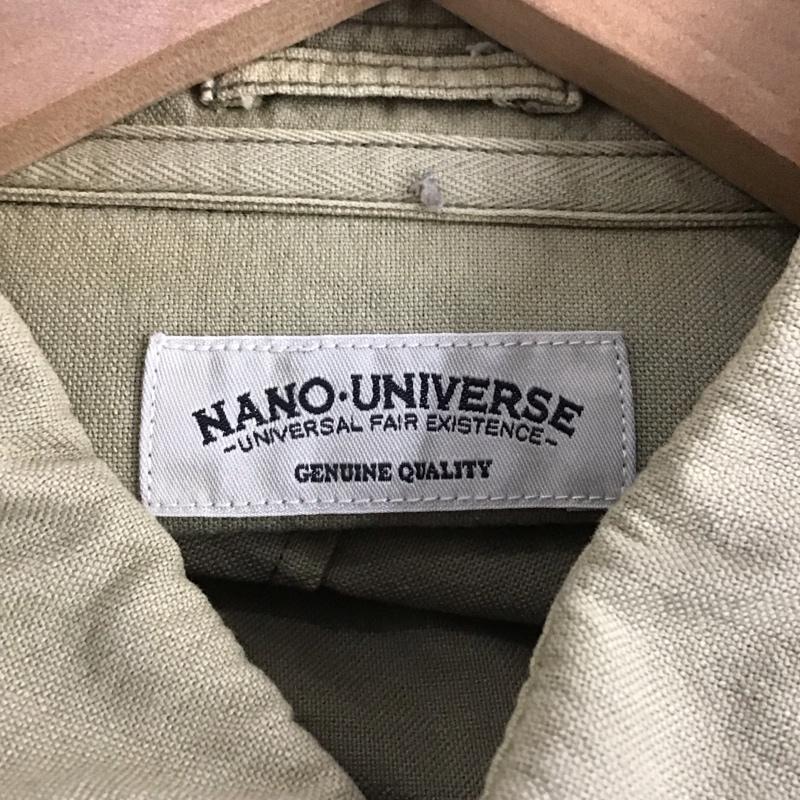 NANO·UNIVERSE
-UNIVERSAL FAIR EXISTENCE-
GENUINE QUALITY